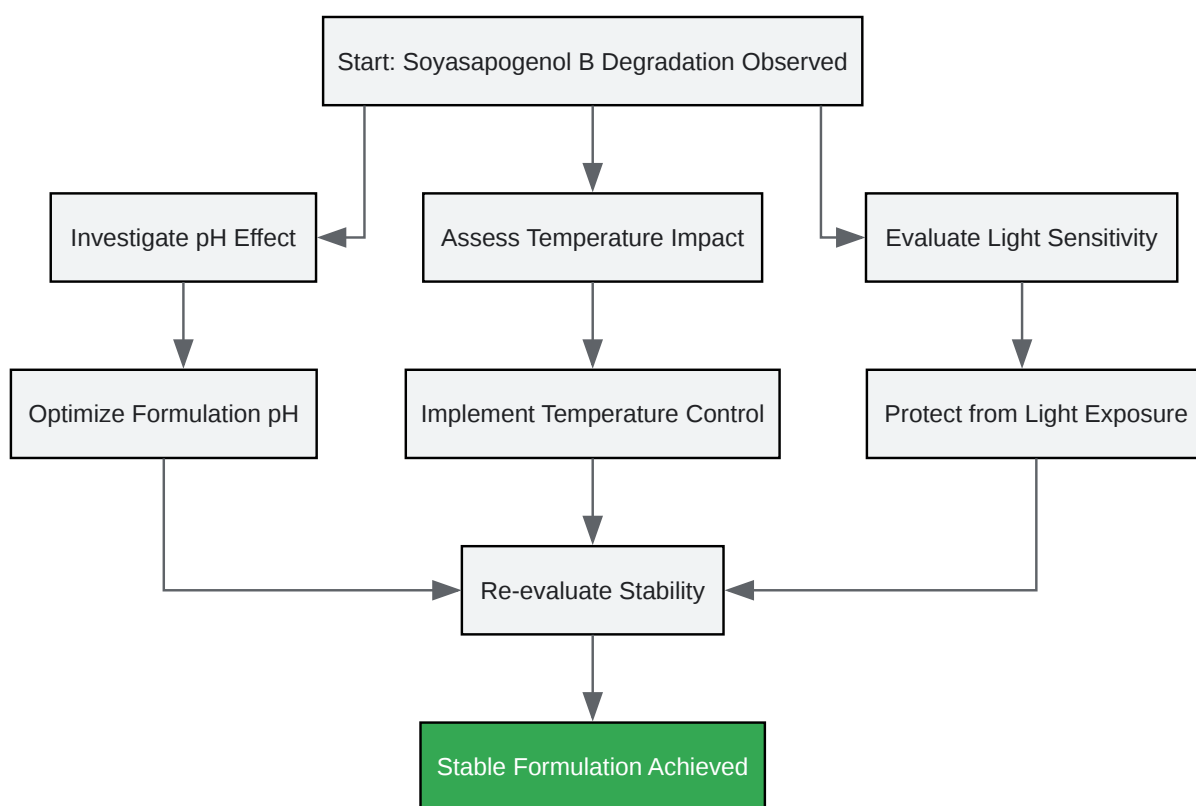 Start: Soyasapogenol B Degradation Observed
Investigate pH Effect
Assess Temperature Impact
Evaluate Light Sensitivity
Optimize Formulation pH
Implement Temperature Control
Protect from Light Exposure
Re-evaluate Stability
Stable Formulation Achieved